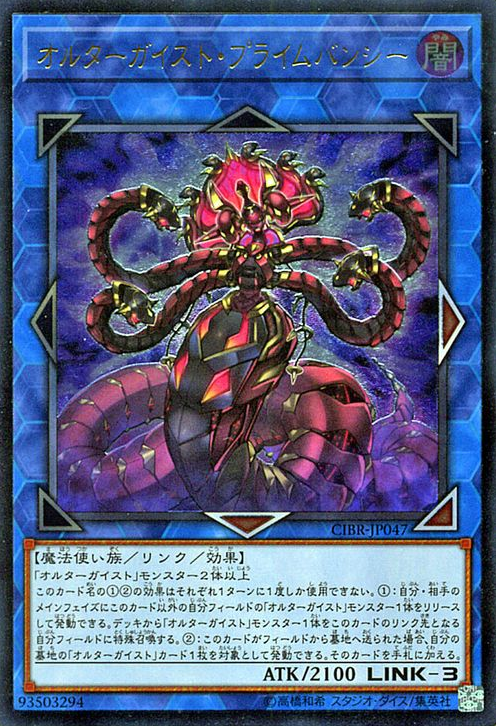 オルターガイスト・プライムバンシー 闇
CIBR-JP047
【魔法使い族／リンク／効果】
「オルターガイスト」モンスター２体以上
このカード名の①②の効果はそれぞれ１ターンに１度しか使用できない。①：自分・相手の
メインフェイズにこのカード以外の自分フィールドの「オルターガイスト」モンスター１体をリリース
して発動できる。デッキから「オルターガイスト」モンスター１体をこのカードのリンク先となる
自分フィールドに特殊召喚する。②：このカードがフィールドから墓地へ送られた場合、自分の
墓地の「オルターガイスト」カード１枚を対象として発動できる。そのカードを手札に加える。
ATK/2100 LINK-3
93503294 ©高橋和希 スタジオ・ダイス/集英社